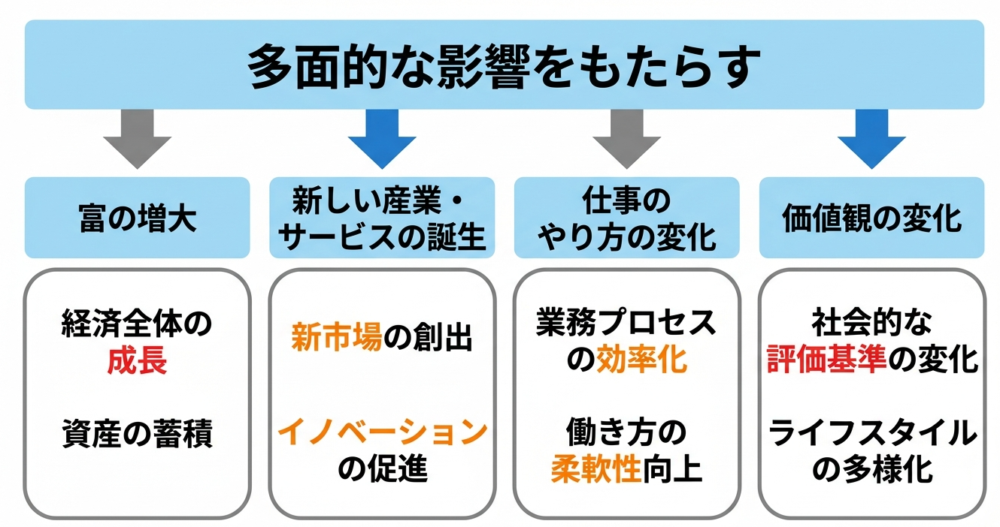 多面的な影響をもたらす
富の増大
新しい産業・
サービスの誕生
仕事の
やり方の変化
価値観の変化
経済全体の
成長
資産の蓄積
新市場の創出
イノベーション
の促進
業務プロセス
の効率化
働き方の
柔軟性向上
社会的な
評価基準の変化
ライフスタイル
の多様化